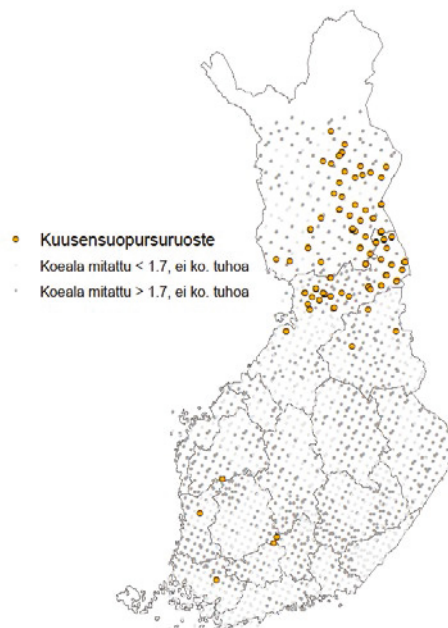 Kuusensuopursuruoste
Koeala mitattu < 1.7, ei ko. tuhoa
Koeala mitattu > 1.7, ei ko. tuhoa